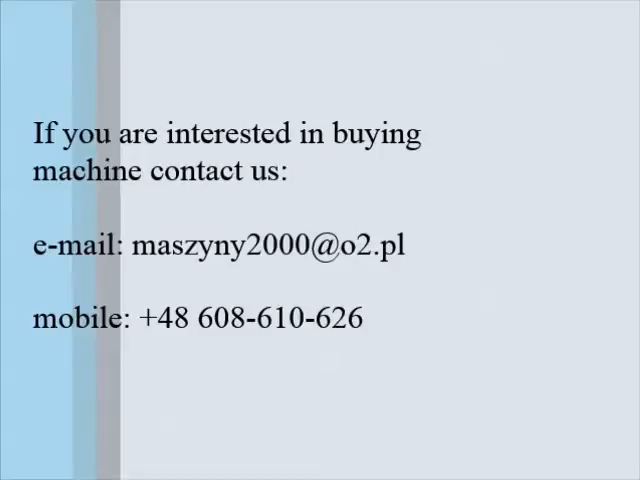 If you are interested in buying
machine contact us:
e-mail: maszyny2000@o2.pl
mobile: +48 608-610-626